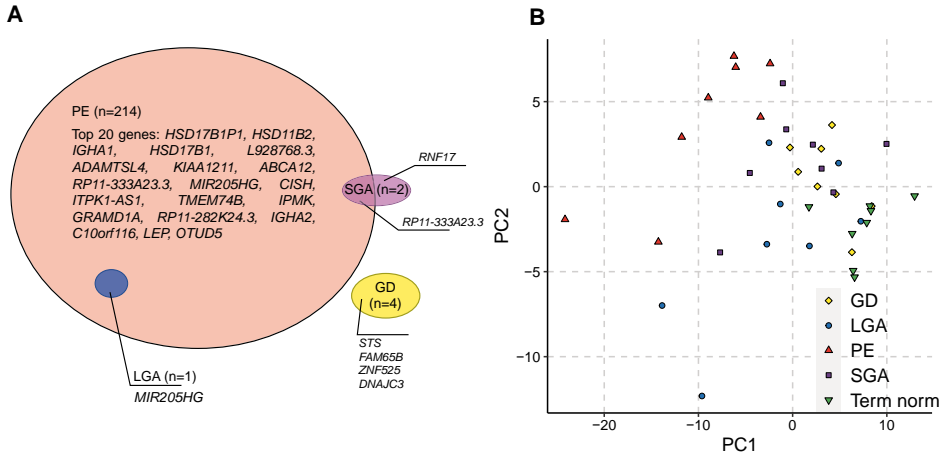 A
PE (n=214)
Top 20 genes: HSD17B1P1, HSD11B2,
IGHA1, HSD17B1, L928768.3,
ADAMTSL4, KIAA1211, ABCA12,
RP11-333A23.3, MIR205HG, CISH,
ITPK1-AS1, TMEM74B, IPMK,
GRAMD1A, RP11-282K24.3, IGHA2,
C10orf116, LEP, OTUD5
RNF17
SGA (n=2)
RP11-333A23.3
GD
(n=4)
STS
FAM65B
ZNF525
DNAJC3
LGA (n=1)
MIR205HG
B
PC2
5
0
−5
−10
−20
−10
0
10
PC1
GD
LGA
PE
SGA
Term norm